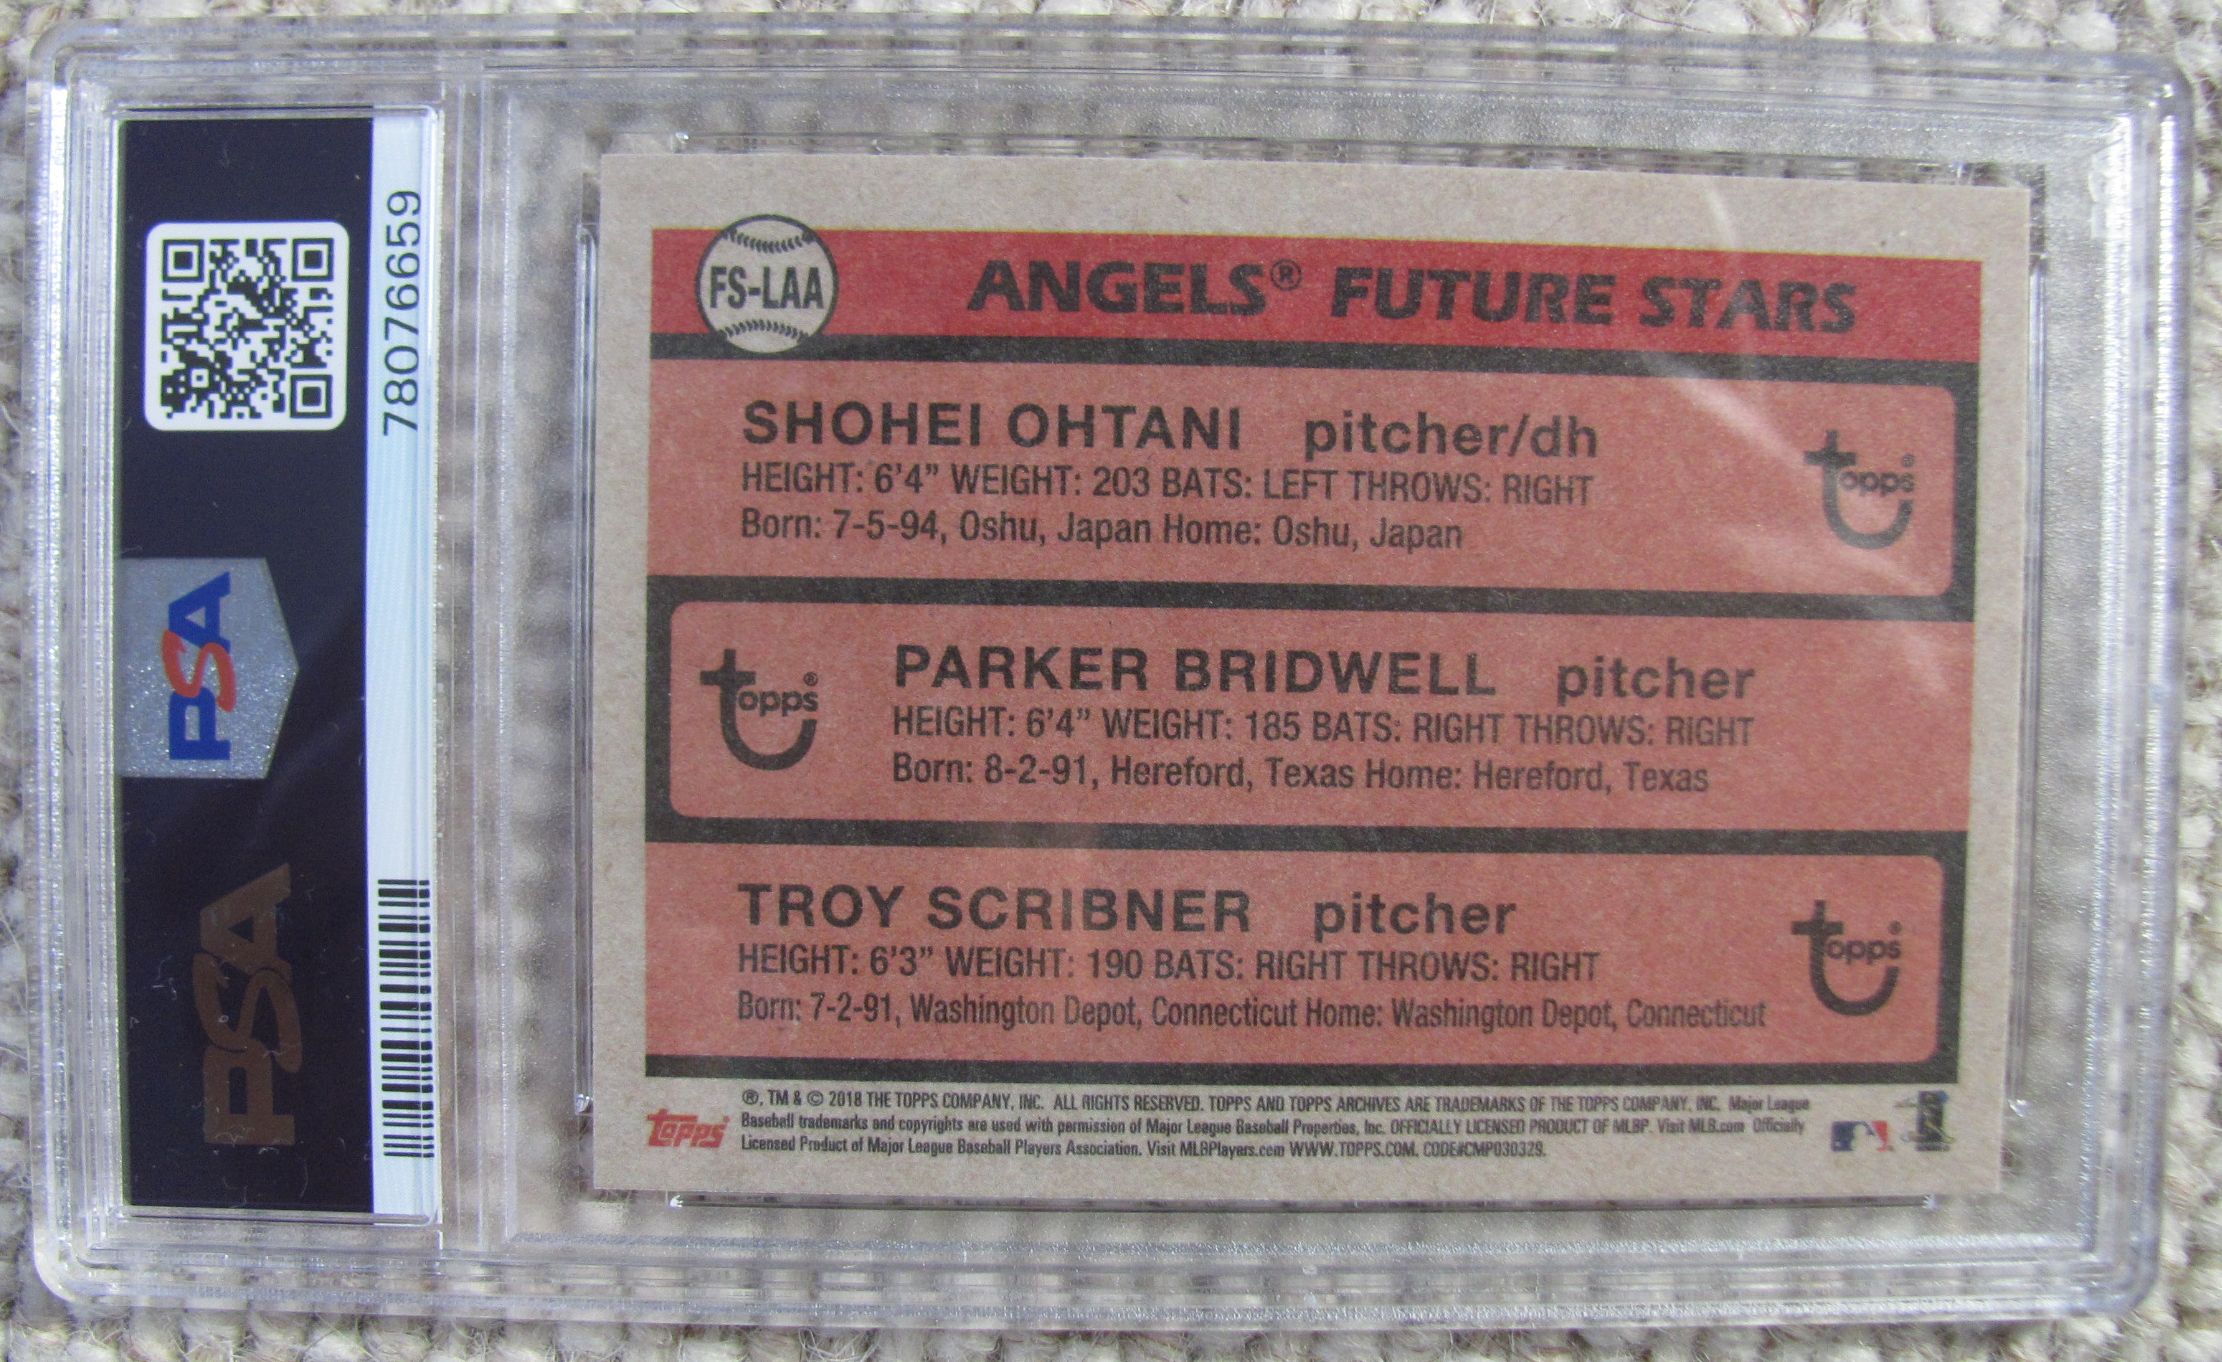 78076659
PSA
PSA
FS-LAA
ANGELS® FUTURE STARS
SHOHEI OHTANI pitcher/dh
HEIGHT: 6'4” WEIGHT: 203 BATS: LEFT THROWS: RIGHT
Born: 7-5-94, Oshu, Japan Home: Oshu, Japan
topps®
topps®
PARKER BRIDWELL pitcher
HEIGHT: 6'4” WEIGHT: 185 BATS: RIGHT THROWS: RIGHT
Born: 8-2-91, Hereford, Texas Home: Hereford, Texas
TROY SCRIBNER pitcher
HEIGHT: 6'3” WEIGHT: 190 BATS: RIGHT THROWS: RIGHT
Born: 7-2-91, Washington Depot, Connecticut Home: Washington Depot, Connecticut
topps®
®, TM & © 2018 THE TOPPS COMPANY, INC. ALL RIGHTS RESERVED. TOPPS AND TOPPS ARCHIVES ARE TRADEMARKS OF THE TOPPS COMPANY, INC. Major League
Baseball trademarks and copyrights are used with permission of Major League Baseball Properties, Inc. OFFICIALLY LICENSED PRODUCT OF MLBP. Visit MLB.com Officially
Licensed Product of Major League Baseball Players Association. Visit MLBPlayers.com WWW.TOPPS.COM. CODE#CMP030329.
topps